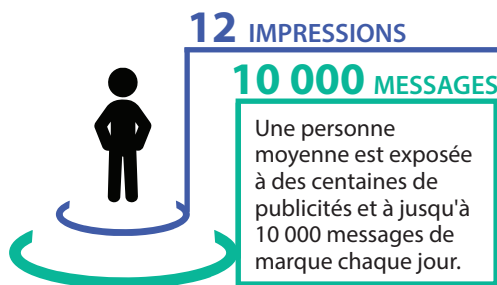 12 IMPRESSIONS
10 000 MESSAGES
Une personne
moyenne est exposée
à des centaines de
publicités et à jusqu'à
10 000 messages de
marque chaque jour.